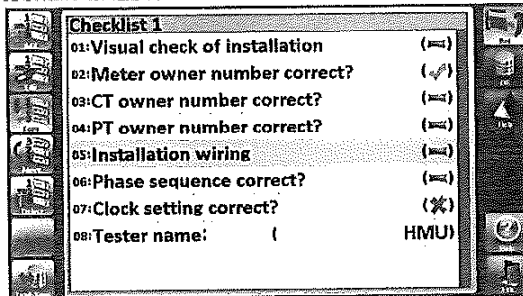 Checklist 1
01:Visual check of installation
02:Meter owner number correct?
03:CT owner number correct?
04:PT owner number correct?
05:Installation wiring
06:Phase sequence correct?
07:Clock setting correct?
08:Tester name: ( HMU)